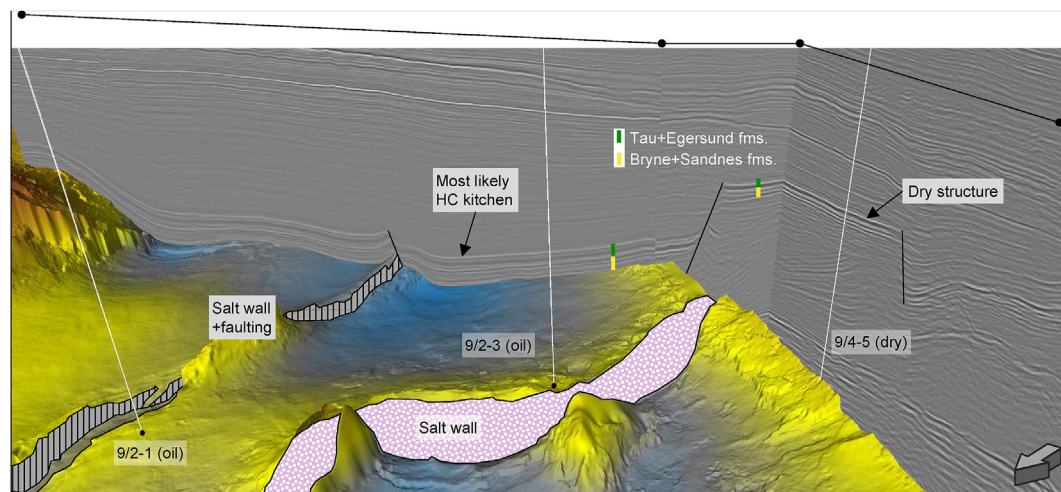 Tau+Egersund fms.
Bryne+Sandnes fms.
Most likely
HC kitchen
Dry structure
Salt wall
+faulting
9/2-3 (oil)
9/4-5 (dry)
Salt wall
9/2-1 (oil)